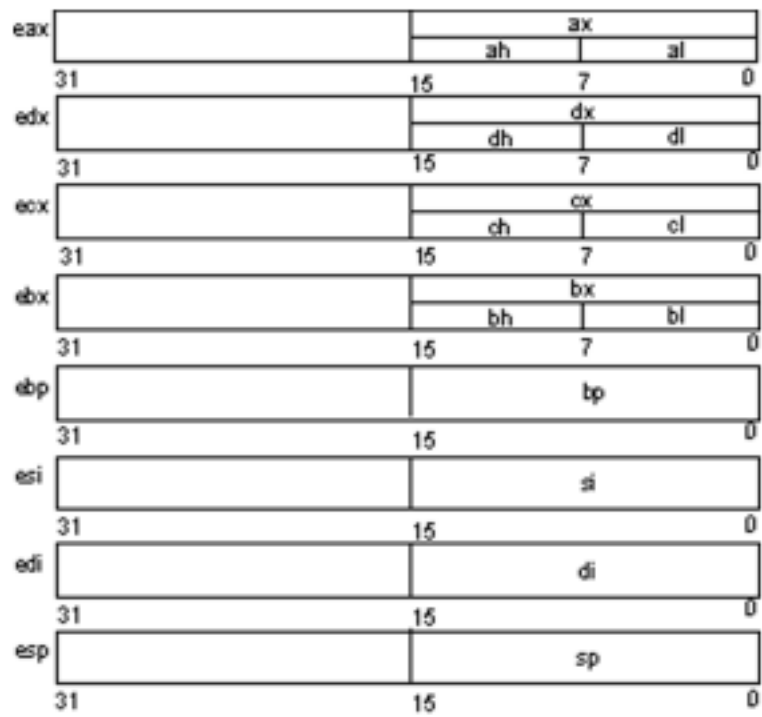 eax ax
ah al
31 15 7 0
edx dx
dh dl
31 15 7 0
ecx cx
ch cl
31 15 7 0
ebx bx
bh bl
31 15 7 0
ebp bp
31 15 0
esi si
31 15 0
edi di
31 15 0
esp sp
31 15 0